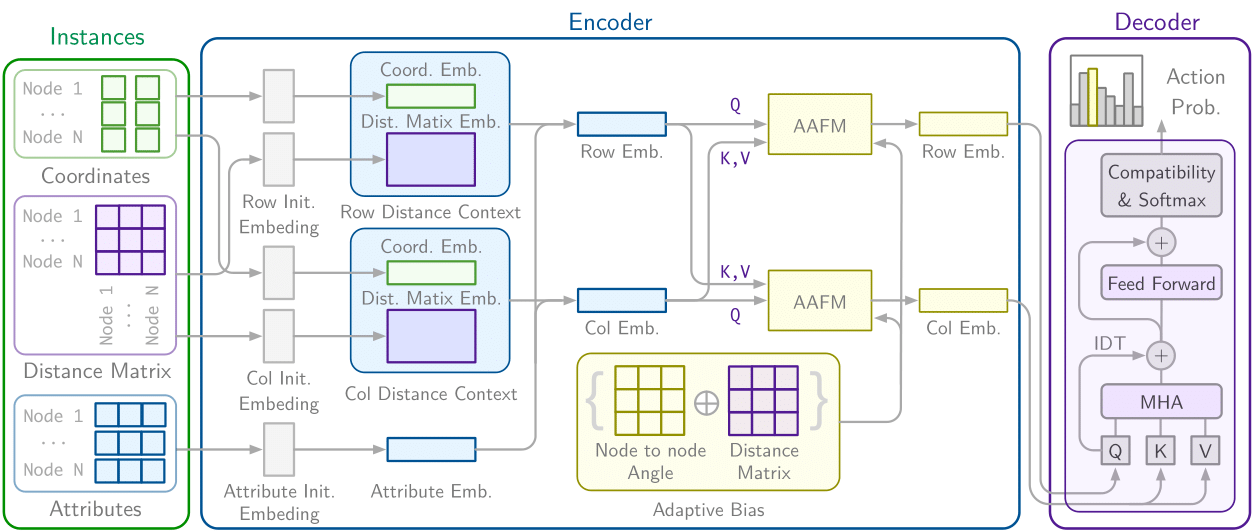 Instances
Node 1
...
Node N
Coordinates
Node 1
...
Node N
Node 1
...
Node N
Distance Matrix
Node 1
...
Node N
Attributes
Encoder
Row Init.
Embeding
Col Init.
Embeding
Attribute Init.
Embeding
Coord. Emb.
Dist. Matix Emb.
Row Distance Context
Coord. Emb.
Dist. Matix Emb.
Col Distance Context
Attribute Emb.
Row Emb.
Col Emb.
Q
K,V
AAFM
Row Emb.
K,V
Q
AAFM
Col Emb.
{
}
Node to node
Angle
Distance
Matrix
Adaptive Bias
Decoder
Action
Prob.
Compatibility
& Softmax
+
Feed Forward
IDT
+
MHA
Q
K
V